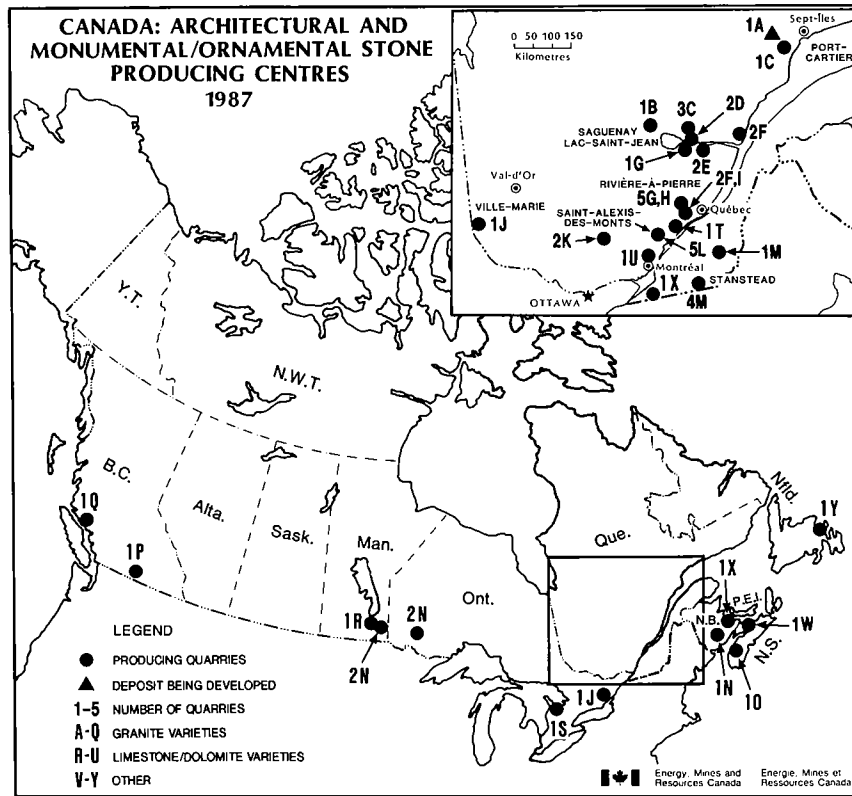 CANADA: ARCHITECTURAL AND
MONUMENTAL/ORNAMENTAL STONE
PRODUCING CENTRES
1987
0 50 100 150
Kilometres
1A
Sept-Îles
PORT-
CARTIER
1C
1B
3C
2D
2F
SAGUENAY
LAC-SAINT-JEAN
1G
2E
RIVIÈRE-À-PIERRE
2F,I
5G,H
Val-d'Or
VILLE-MARIE
1J
Québec
SAINT-ALEXIS-
DES-MONTS
1T
2K
5L
1M
1U
Montréal
STANSTEAD
1X
4M
OTTAWA
Y.T.
N.W.T.
B.C.
Alta.
Sask.
Man.
Ont.
Que.
Nfld.
1Y
1Q
1P
1R
2N
2N
1X
P.E.I.
N.B.
1W
N.S.
1N
1O
1J
1S
LEGEND
PRODUCING QUARRIES
DEPOSIT BEING DEVELOPED
1-5 NUMBER OF QUARRIES
A-Q GRANITE VARIETIES
R-U LIMESTONE/DOLOMITE VARIETIES
V-Y OTHER
Energy, Mines and
Resources Canada
Énergie, Mines et
Ressources Canada